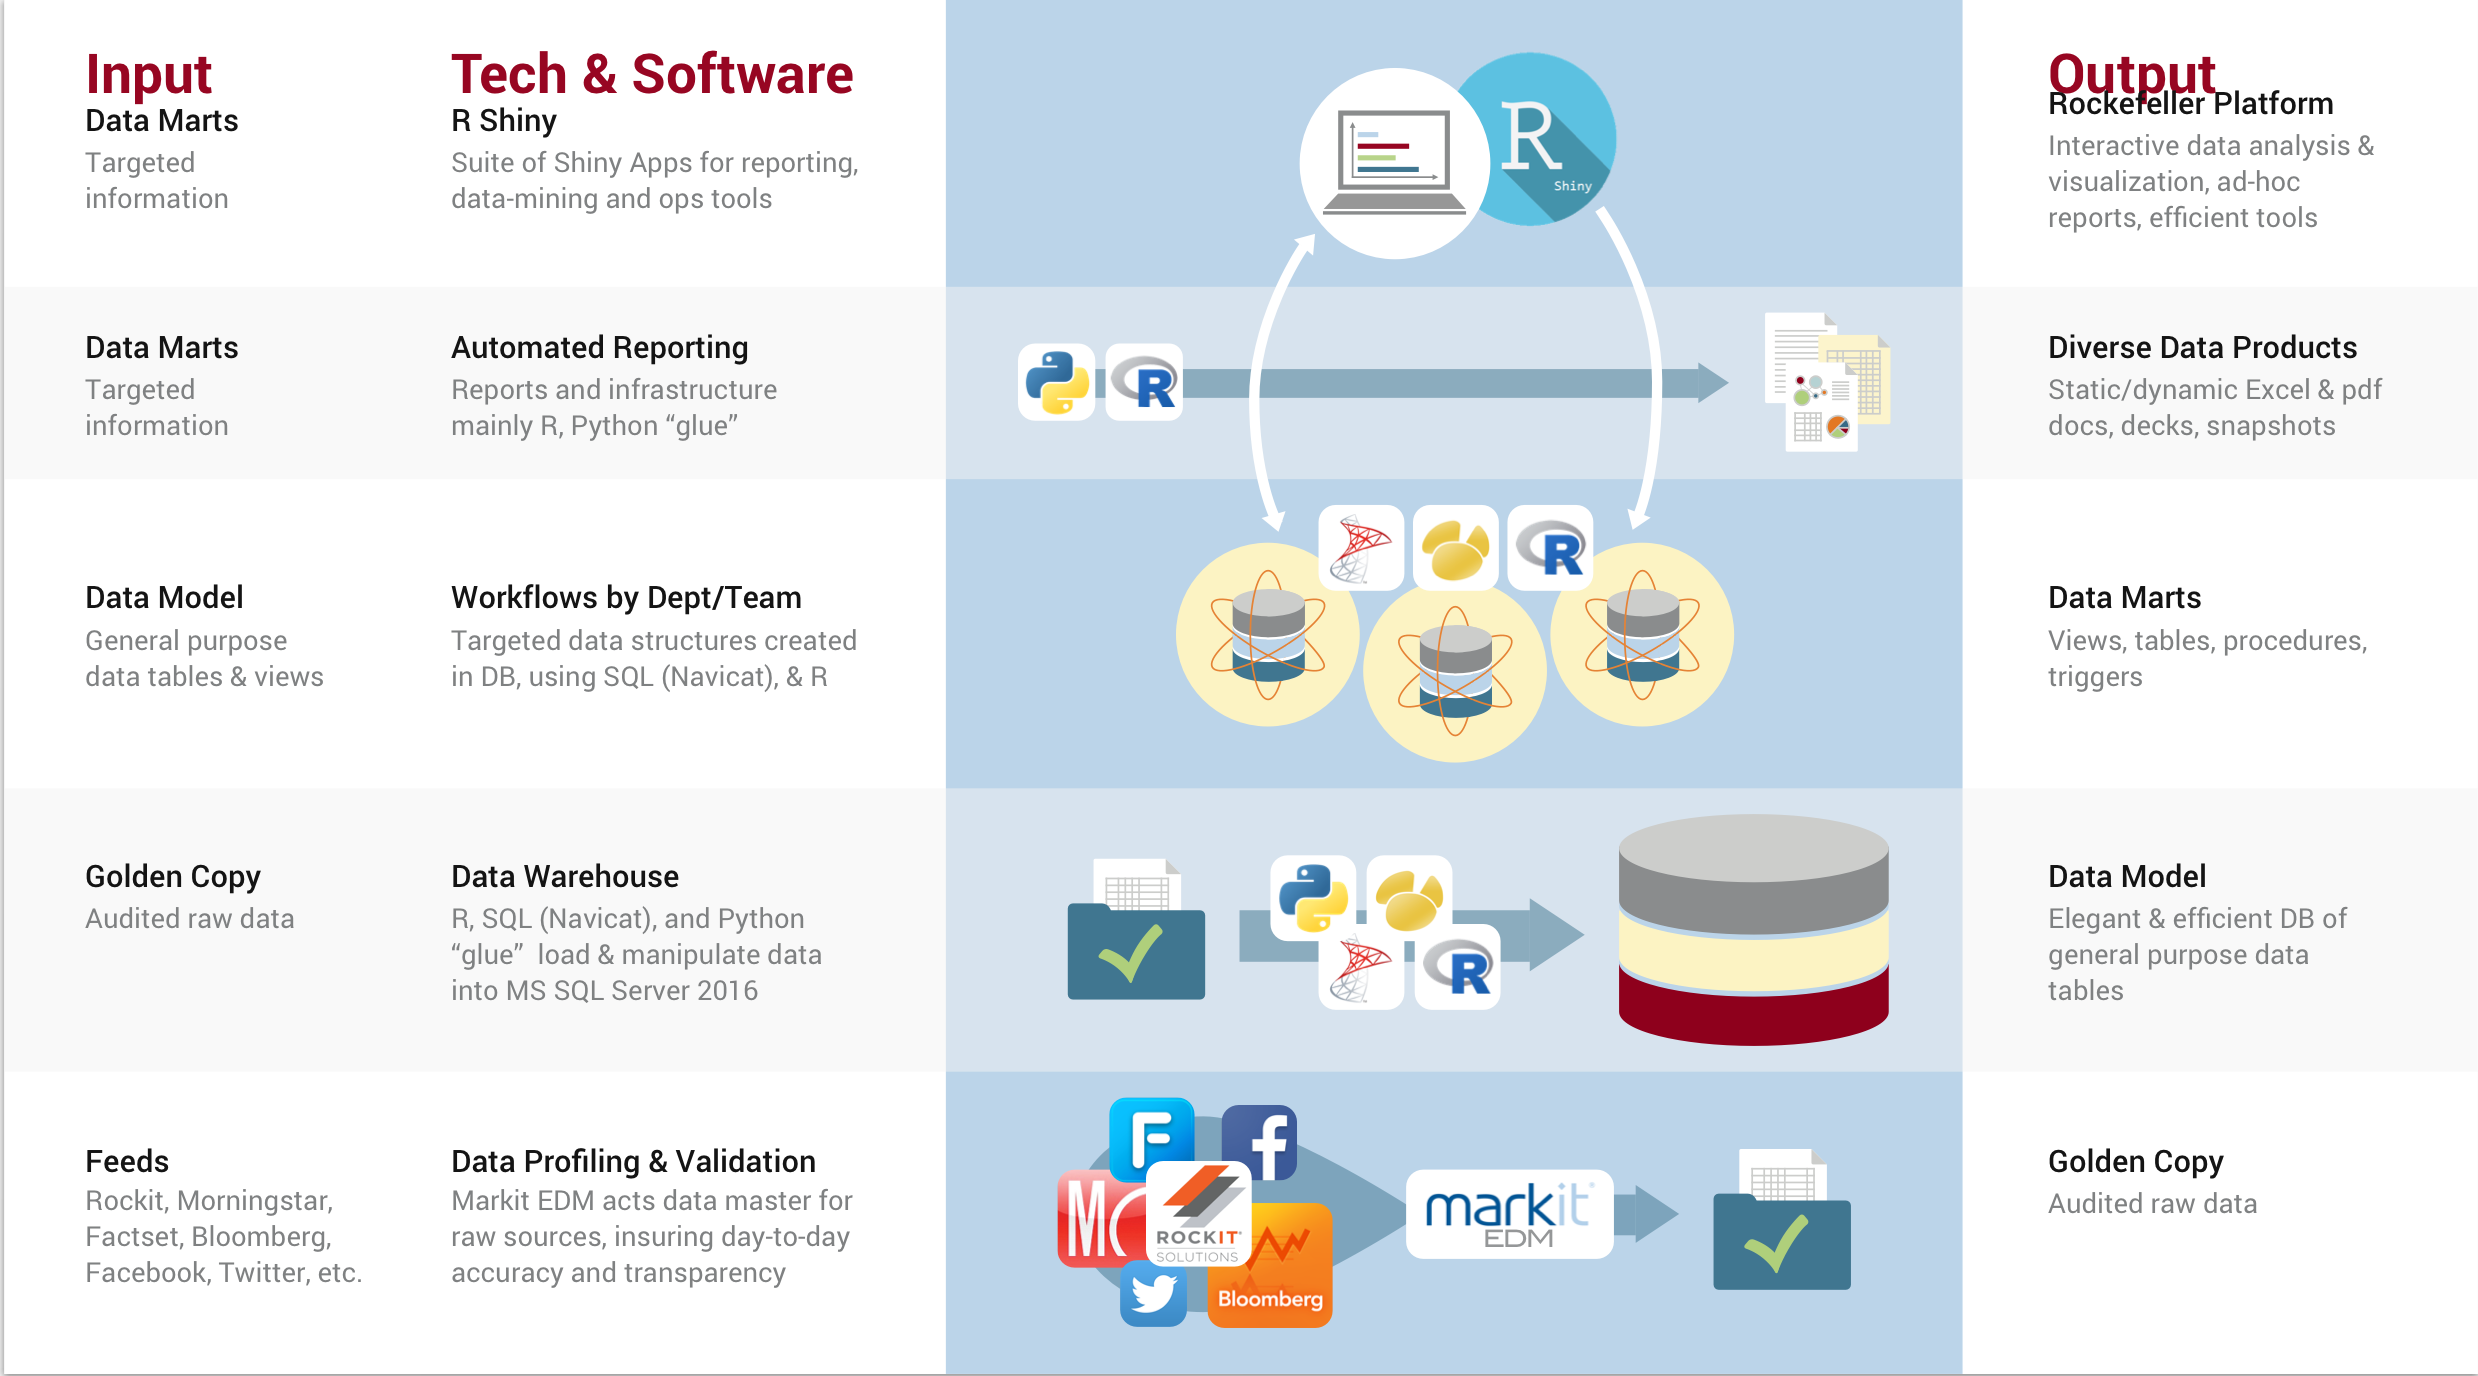 Input
Tech & Software
Output
Data Marts
Targeted
information
R Shiny
Suite of Shiny Apps for reporting,
data-mining and ops tools
R
Shiny
Rockefeller Platform
Interactive data analysis &
visualization, ad-hoc
reports, efficient tools
Data Marts
Targeted
information
Automated Reporting
Reports and infrastructure
mainly R, Python “glue”
R
Diverse Data Products
Static/dynamic Excel & pdf
docs, decks, snapshots
Data Model
General purpose
data tables & views
Workflows by Dept/Team
Targeted data structures created
in DB, using SQL (Navicat), & R
R
Data Marts
Views, tables, procedures,
triggers
Golden Copy
Audited raw data
Data Warehouse
R, SQL (Navicat), and Python
“glue”  load & manipulate data
into MS SQL Server 2016
R
Data Model
Elegant & efficient DB of
general purpose data
tables
Feeds
Rockit, Morningstar,
Factset, Bloomberg,
Facebook, Twitter, etc.
Data Profiling & Validation
Markit EDM acts data master for
raw sources, insuring day-to-day
accuracy and transparency
F
f
M
ROCKIT
SOLUTIONS
Bloomberg
markit
EDM
Golden Copy
Audited raw data